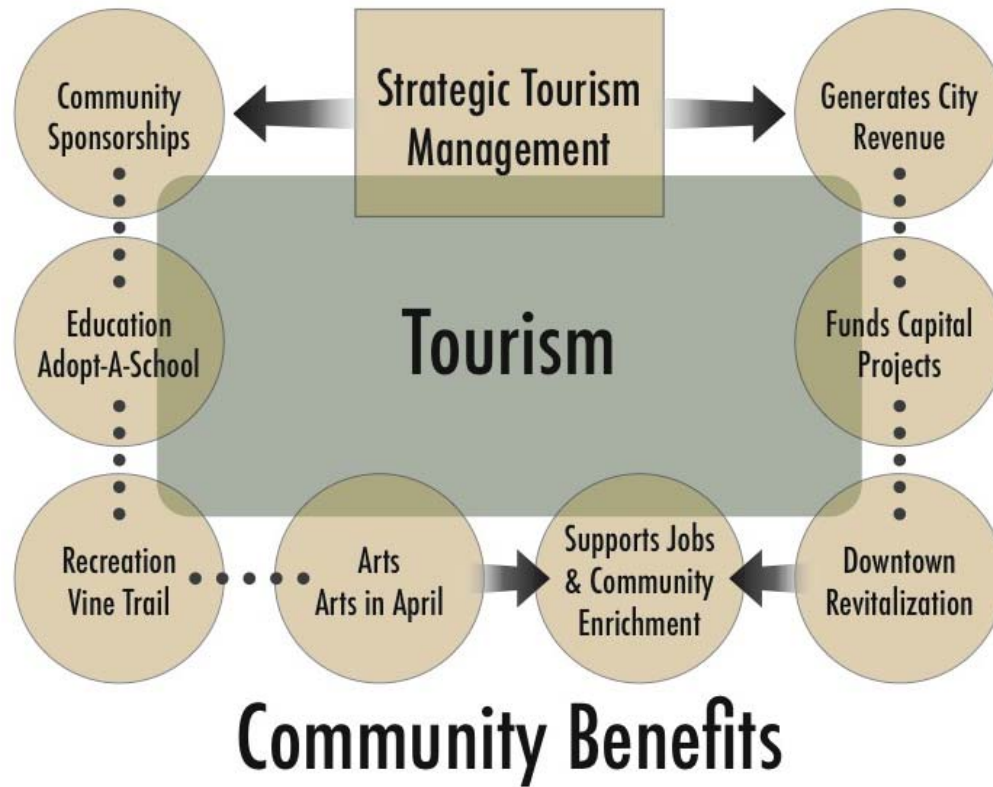 Community
Sponsorships
Strategic Tourism
Management
Generates City
Revenue
Education
Adopt-A-School
Tourism
Funds Capital
Projects
Recreation
Vine Trail
Arts
Arts in April
Supports Jobs
& Community
Enrichment
Downtown
Revitalization
Community Benefits